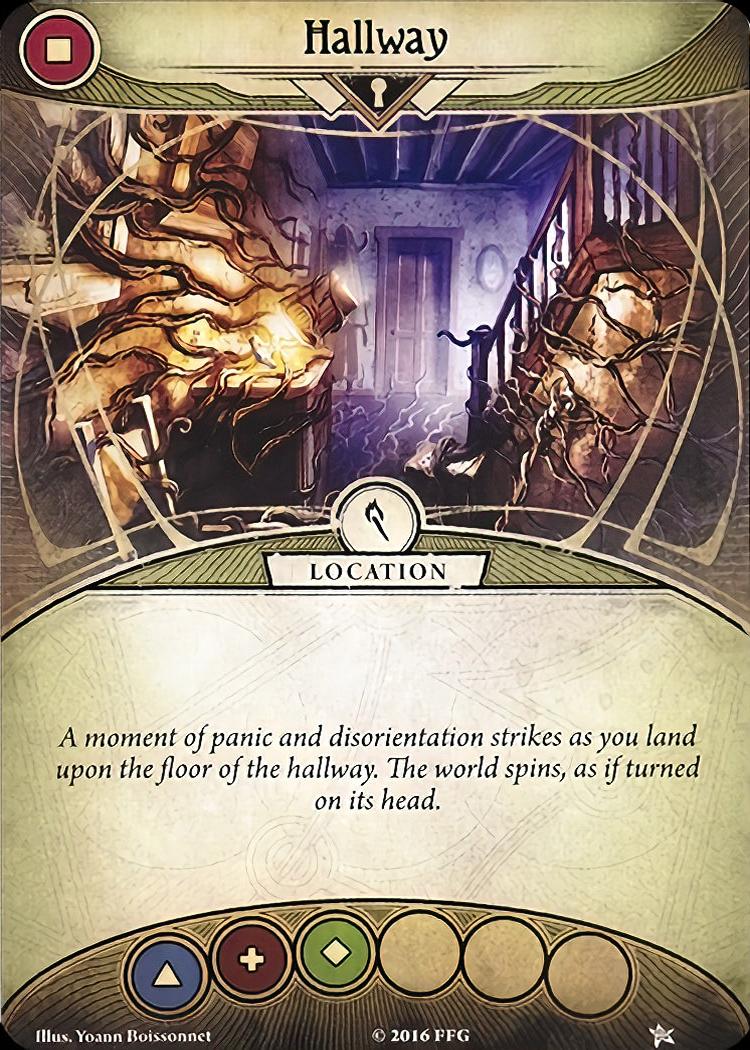 Hallway
LOCATION
A moment of panic and disorientation strikes as you land
upon the floor of the hallway. The world spins, as if turned
on its head.
Illus. Yoann Boissonnet
© 2016 FFG